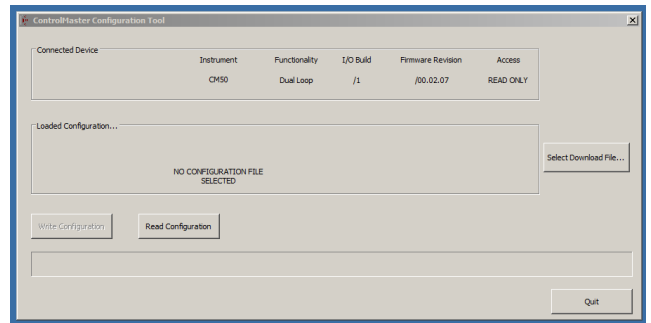 ControlMaster Configuration Tool
Connected Device
Instrument Functionality I/O Build Firmware Revision Access
CM50 Dual Loop /1 /00.02.07 READ ONLY
Loaded Configuration...
NO CONFIGURATION FILE
SELECTED
Select Download File...
Write Configuration Read Configuration
Quit